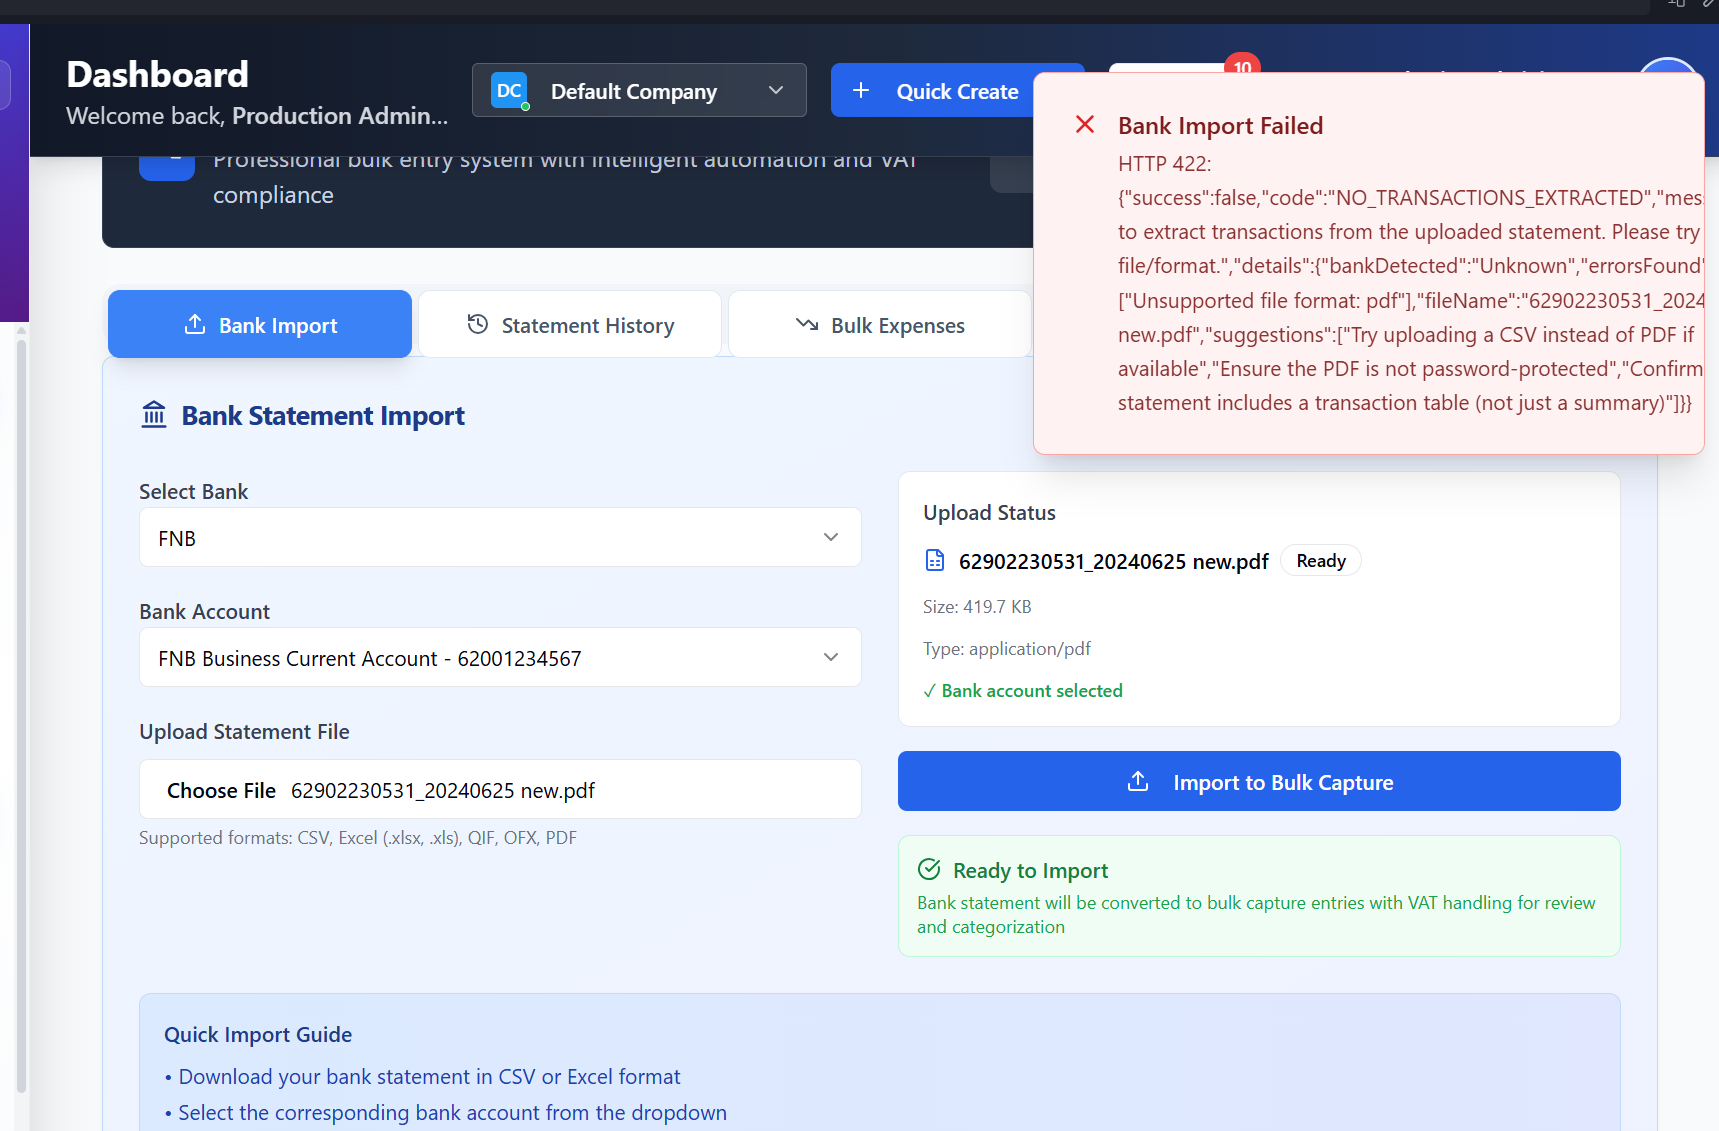 Dashboard
Welcome back, Production Admin...
DC
Default Company
Quick Create
10
Professional bulk entry system with intelligent automation and VAT
compliance
Bank Import Failed
HTTP 422:
{"success":false,"code":"NO_TRANSACTIONS_EXTRACTED","mes
to extract transactions from the uploaded statement. Please try
file/format.","details":{"bankDetected":"Unknown","errorsFound"
["Unsupported file format: pdf"],"fileName":"62902230531_2024
new.pdf","suggestions":["Try uploading a CSV instead of PDF if
available","Ensure the PDF is not password-protected","Confirm
statement includes a transaction table (not just a summary)"]}}
Bank Import
Statement History
Bulk Expenses
Bank Statement Import
Select Bank
FNB
Bank Account
FNB Business Current Account - 62001234567
Upload Statement File
Choose File 62902230531_20240625 new.pdf
Supported formats: CSV, Excel (.xlsx, .xls), QIF, OFX, PDF
Upload Status
62902230531_20240625 new.pdf
Ready
Size: 419.7 KB
Type: application/pdf
✓ Bank account selected
Import to Bulk Capture
Ready to Import
Bank statement will be converted to bulk capture entries with VAT handling for review
and categorization
Quick Import Guide
• Download your bank statement in CSV or Excel format
• Select the corresponding bank account from the dropdown